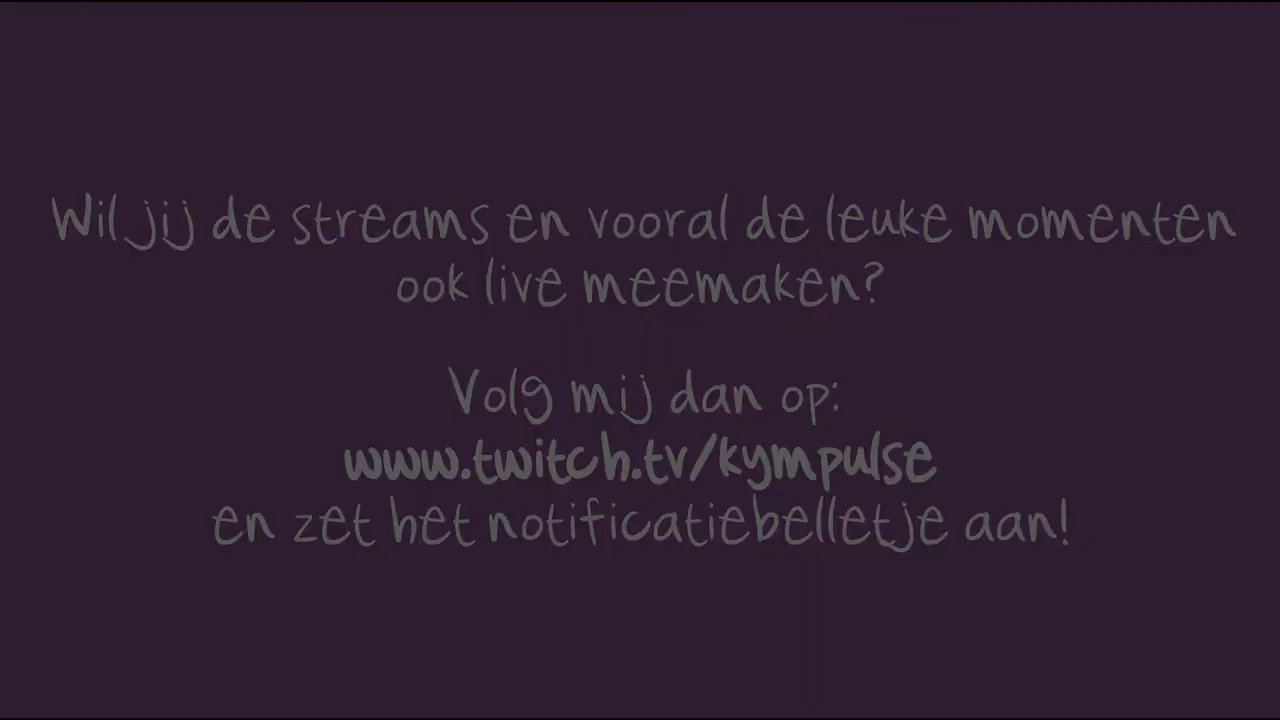 Wil jij de streams en vooral de leuke momenten
ook live meemaken?
Volg mij dan op:
www.twitch.tv/kympulse
en zet het notificatiebelletje aan!